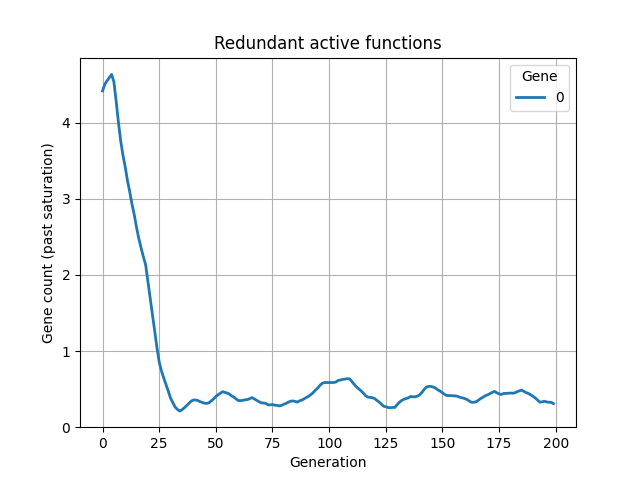 Redundant active functions
Gene
0
Gene count (past saturation)
4
3
2
1
0
0 25 50 75 100 125 150 175 200
Generation